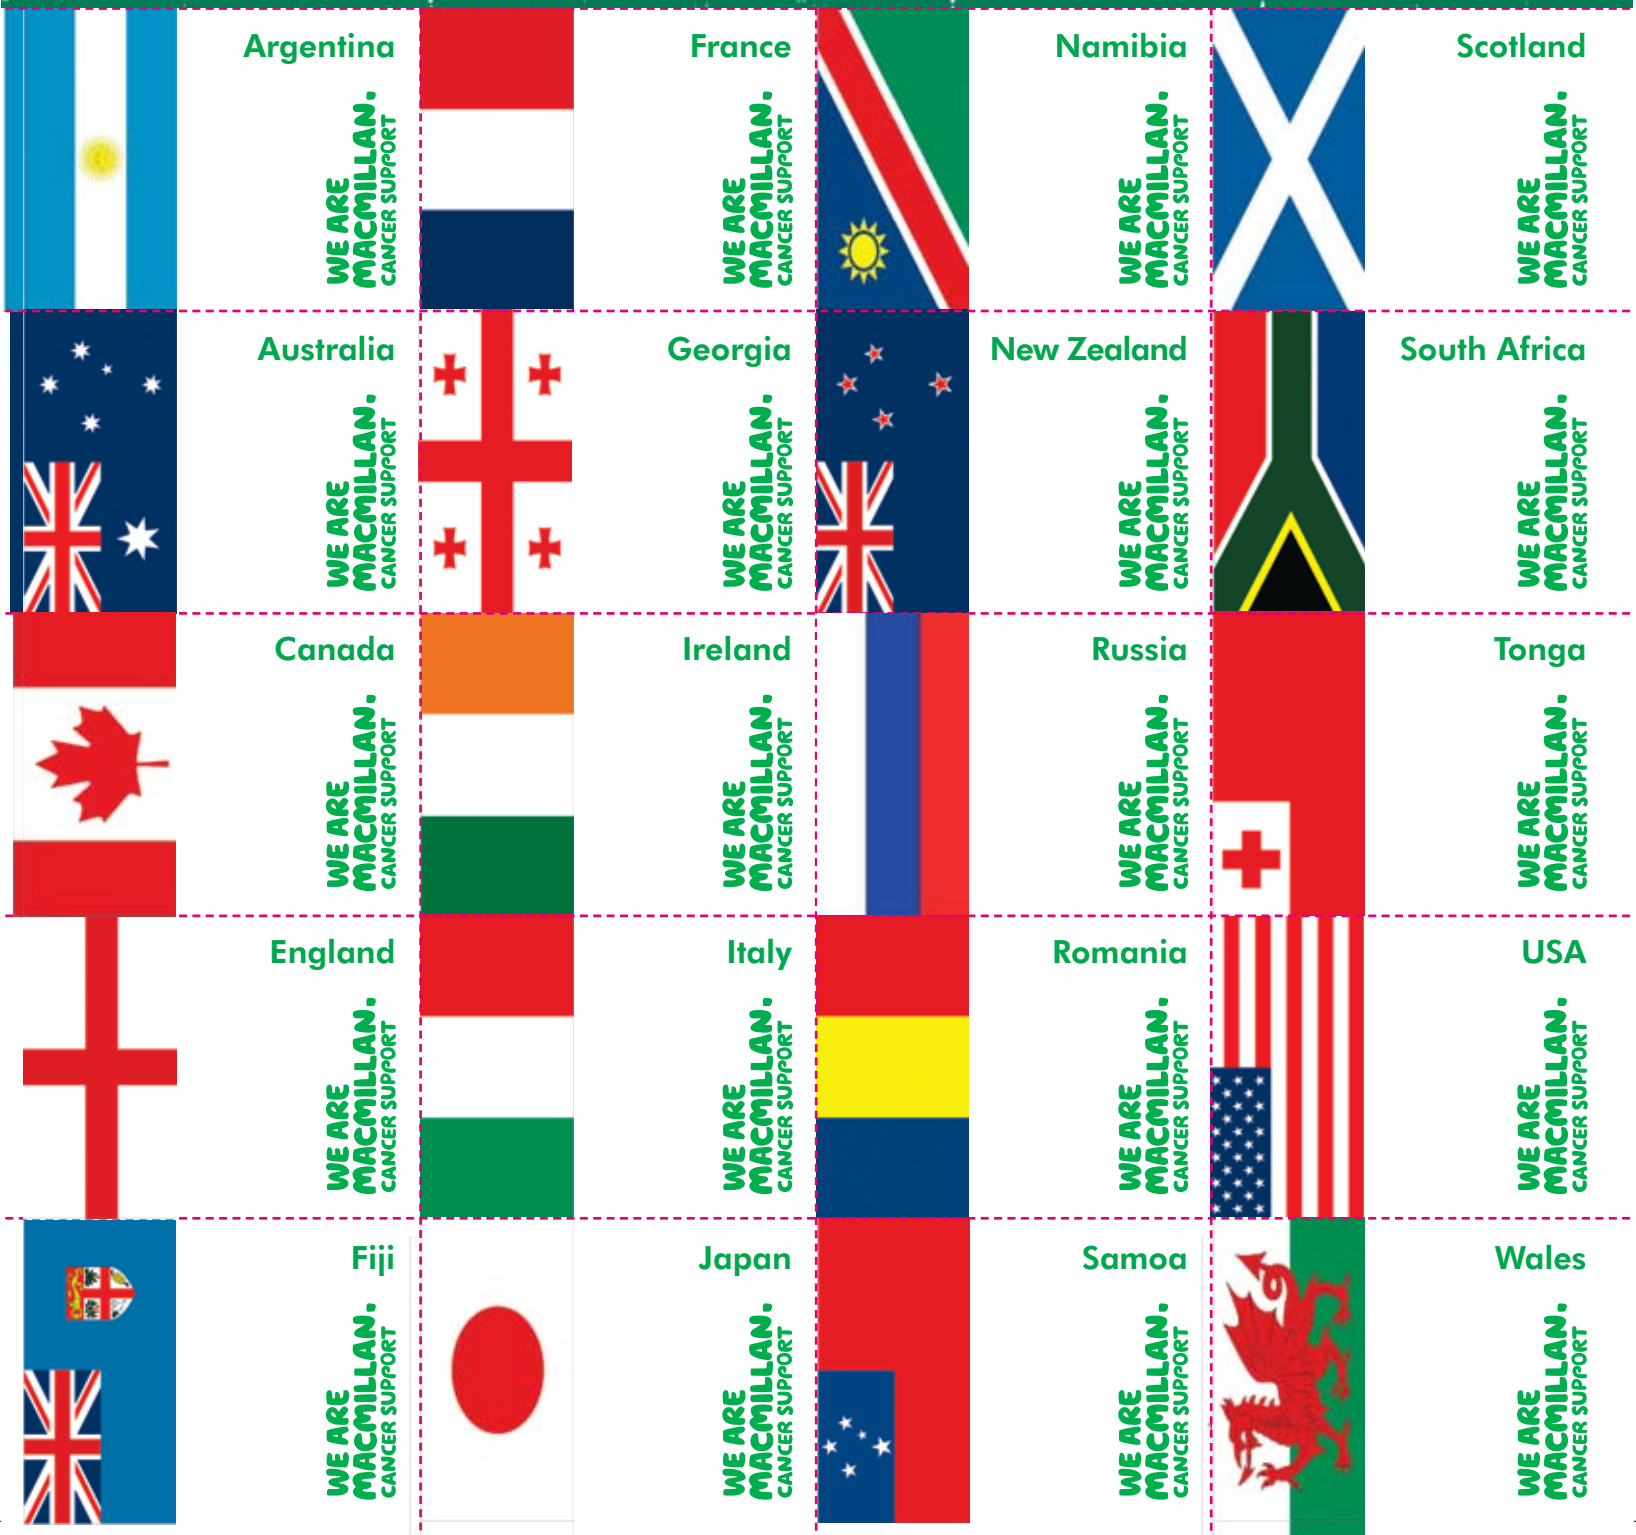 Argentina
WE ARE
MACMILLAN.
CANCER SUPPORT
France
WE ARE
MACMILLAN.
CANCER SUPPORT
Namibia
WE ARE
MACMILLAN.
CANCER SUPPORT
Scotland
WE ARE
MACMILLAN.
CANCER SUPPORT
Australia
WE ARE
MACMILLAN.
CANCER SUPPORT
Georgia
WE ARE
MACMILLAN.
CANCER SUPPORT
New Zealand
WE ARE
MACMILLAN.
CANCER SUPPORT
South Africa
WE ARE
MACMILLAN.
CANCER SUPPORT
Canada
WE ARE
MACMILLAN.
CANCER SUPPORT
Ireland
WE ARE
MACMILLAN.
CANCER SUPPORT
Russia
WE ARE
MACMILLAN.
CANCER SUPPORT
Tonga
WE ARE
MACMILLAN.
CANCER SUPPORT
England
WE ARE
MACMILLAN.
CANCER SUPPORT
Italy
WE ARE
MACMILLAN.
CANCER SUPPORT
Romania
WE ARE
MACMILLAN.
CANCER SUPPORT
USA
WE ARE
MACMILLAN.
CANCER SUPPORT
Fiji
WE ARE
MACMILLAN.
CANCER SUPPORT
Japan
WE ARE
MACMILLAN.
CANCER SUPPORT
Samoa
WE ARE
MACMILLAN.
CANCER SUPPORT
Wales
WE ARE
MACMILLAN.
CANCER SUPPORT